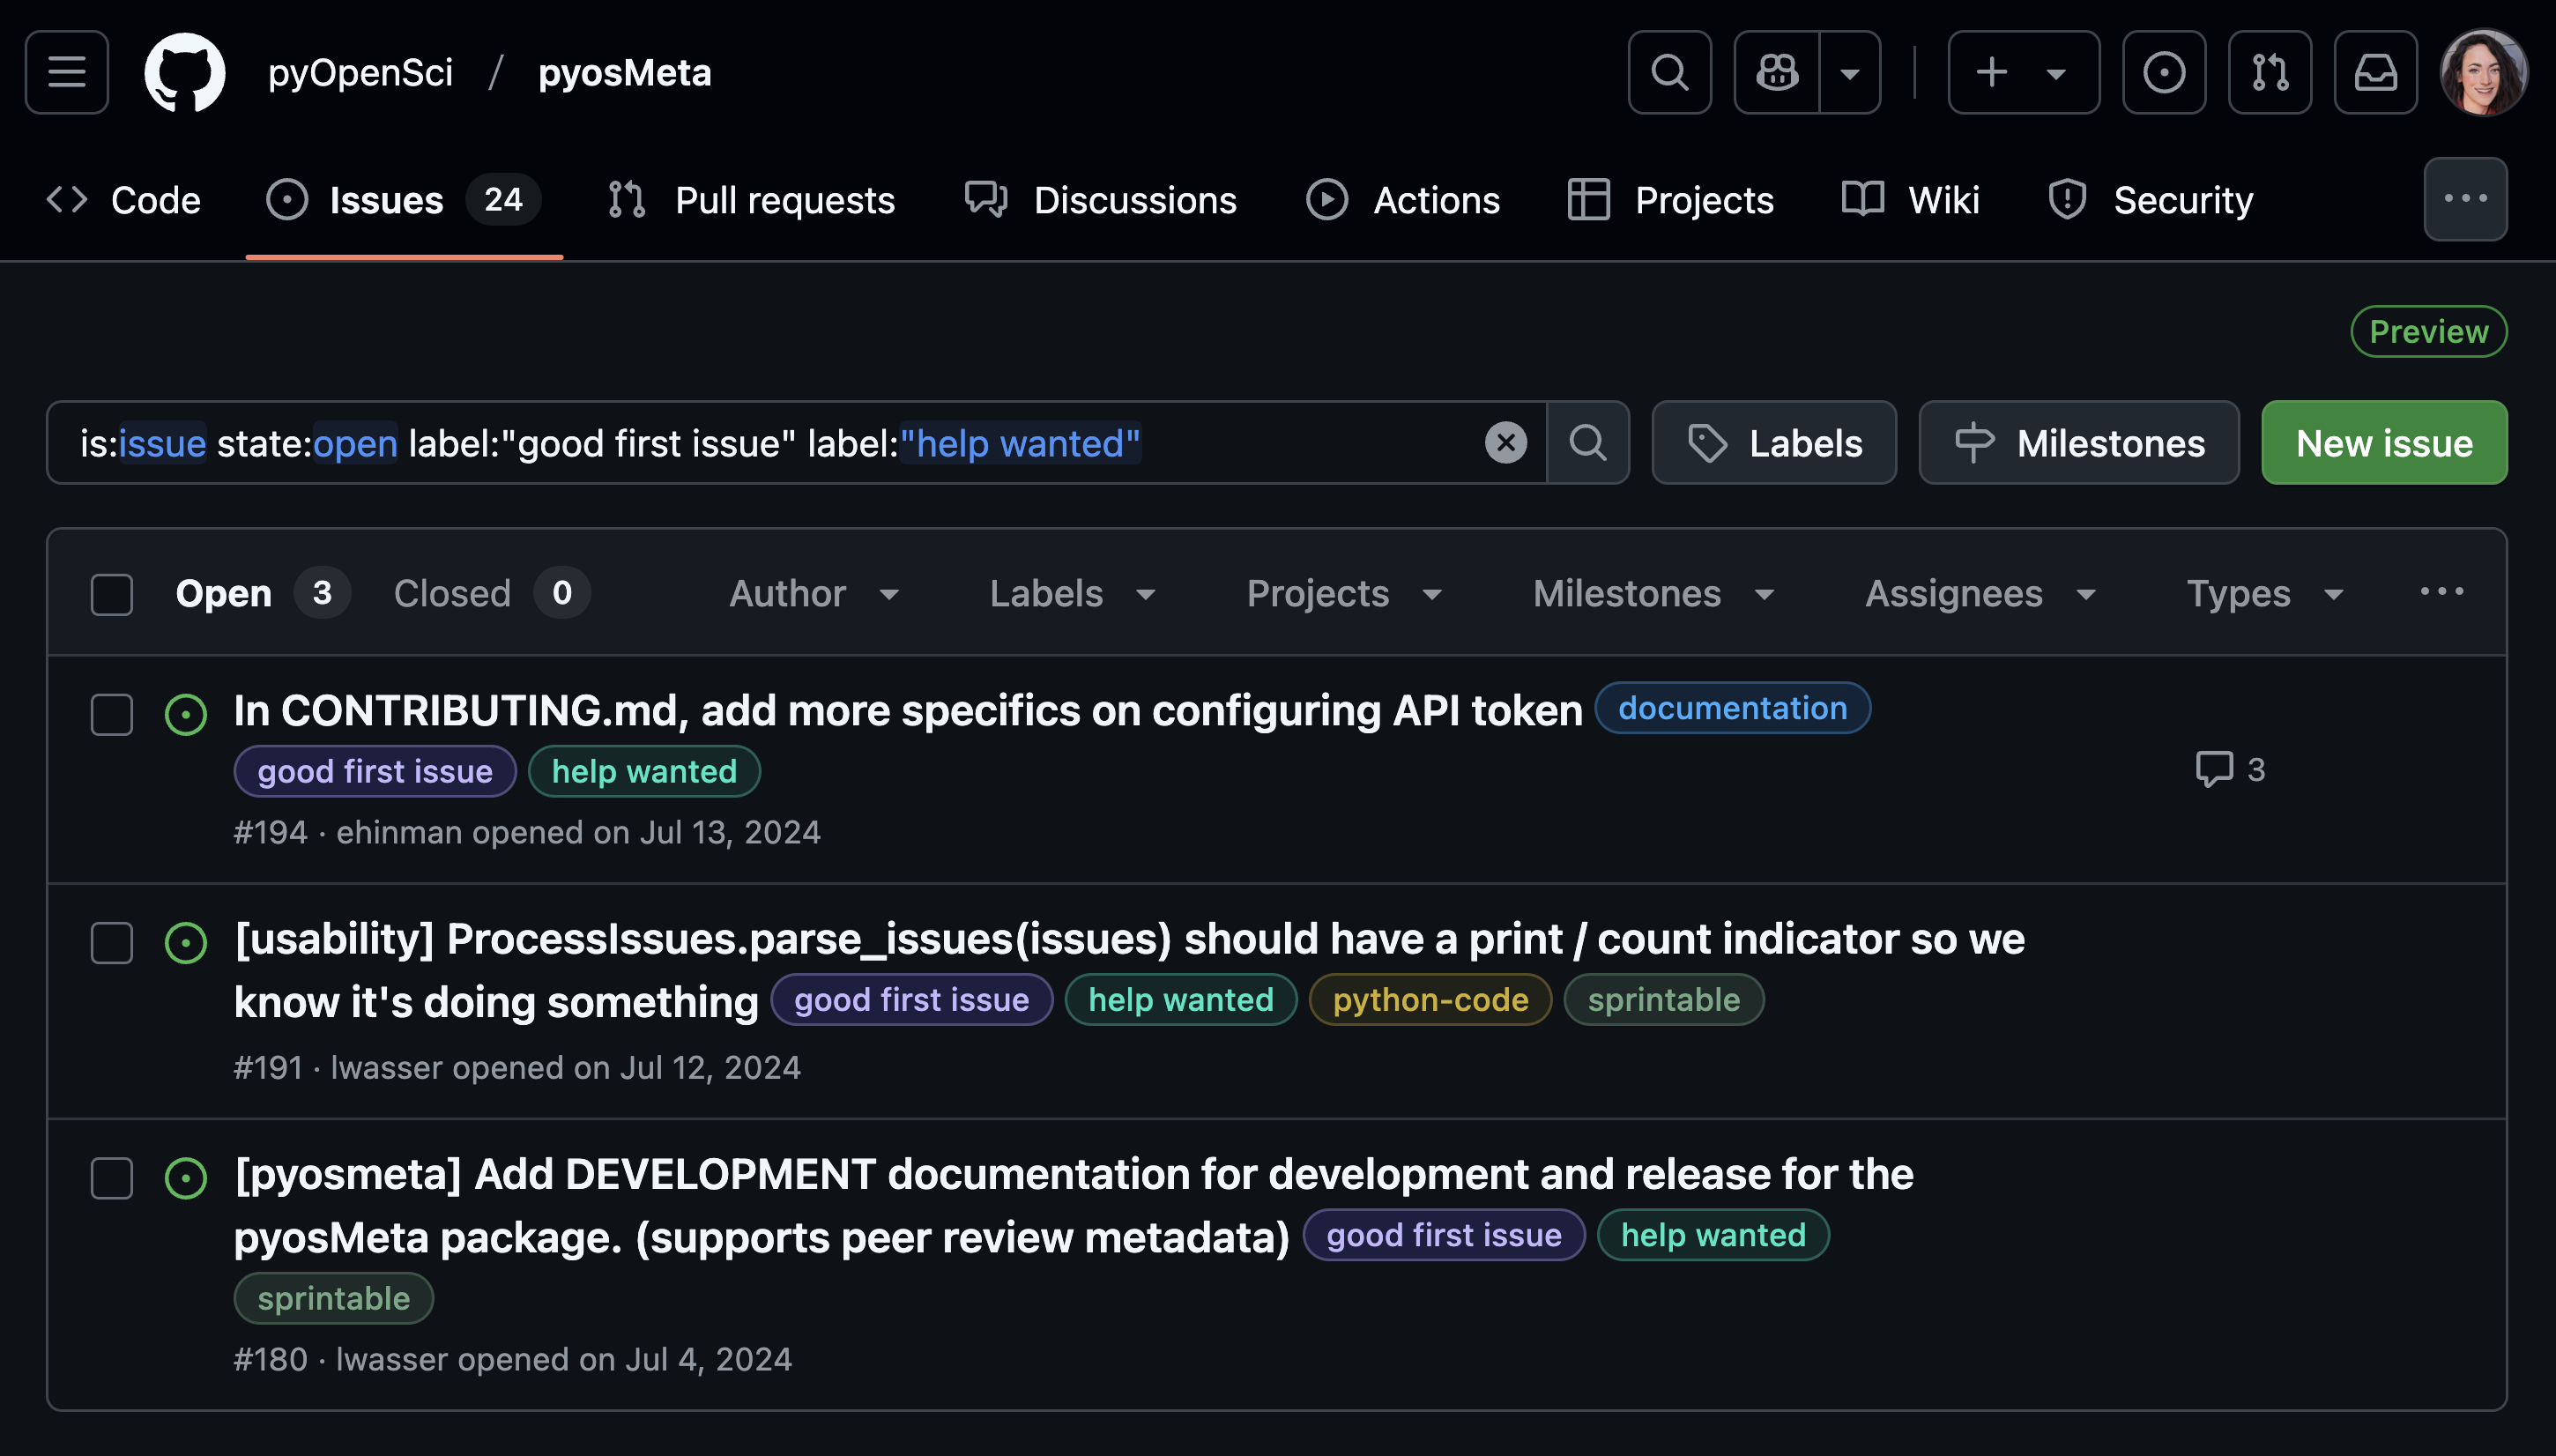 pyOpenSci / pyosMeta
Code Issues 24 Pull requests Discussions Actions Projects Wiki Security
Preview
is:issue state:open label:"good first issue" label:"help wanted" Labels Milestones New issue
Open 3 Closed 0 Author Labels Projects Milestones Assignees Types
In CONTRIBUTING.md, add more specifics on configuring API token documentation
good first issue help wanted 3
#194 · ehinman opened on Jul 13, 2024
[usability] ProcessIssues.parse_issues(issues) should have a print / count indicator so we
know it's doing something good first issue help wanted python-code sprintable
#191 · lwasser opened on Jul 12, 2024
[pyosmeta] Add DEVELOPMENT documentation for development and release for the
pyosMeta package. (supports peer review metadata) good first issue help wanted
sprintable
#180 · lwasser opened on Jul 4, 2024